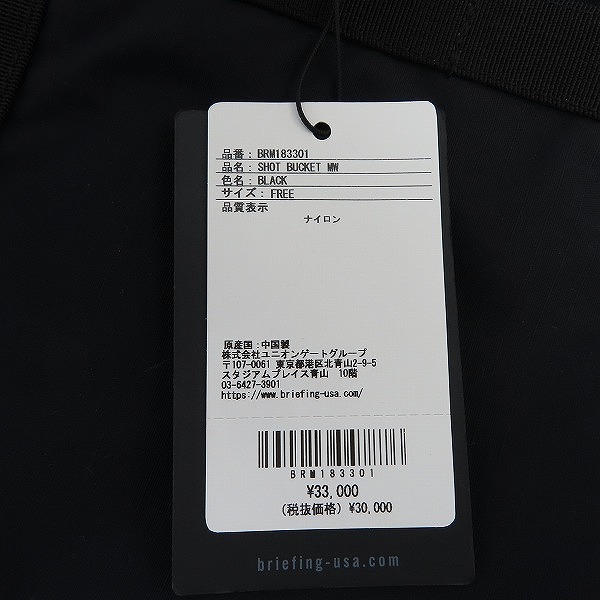 品番: BRM183301
品名: SHOT BUCKET MW
色名: BLACK
サイズ: FREE
品質表示
ナイロン
原産国:中国製
株式会社ユニオンゲートグループ
〒107-0061 東京都港区北青山2-9-5
スタジアムプレイス青山 10階
03-6427-3901
https://www.briefing-usa.com/
BRM183301
¥33,000
(税抜価格) ¥30,000
briefing-usa.com